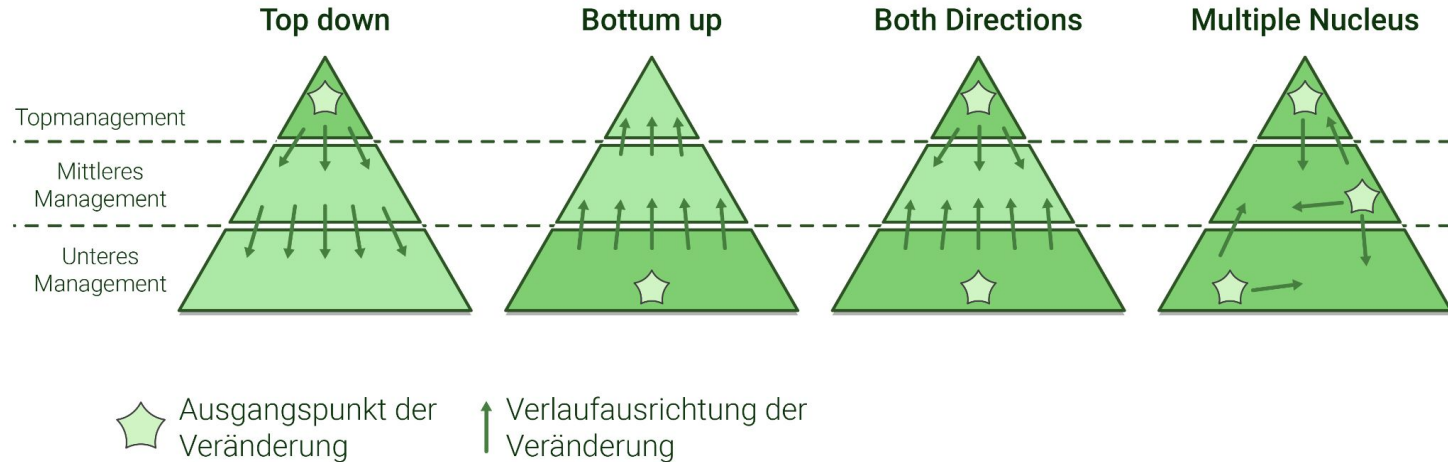 Top down
Bottum up
Both Directions
Multiple Nucleus
Topmanagement
Mittleres
Management
Unteres
Management
Ausgangspunkt der
Veränderung
Verlaufausrichtung der
Veränderung